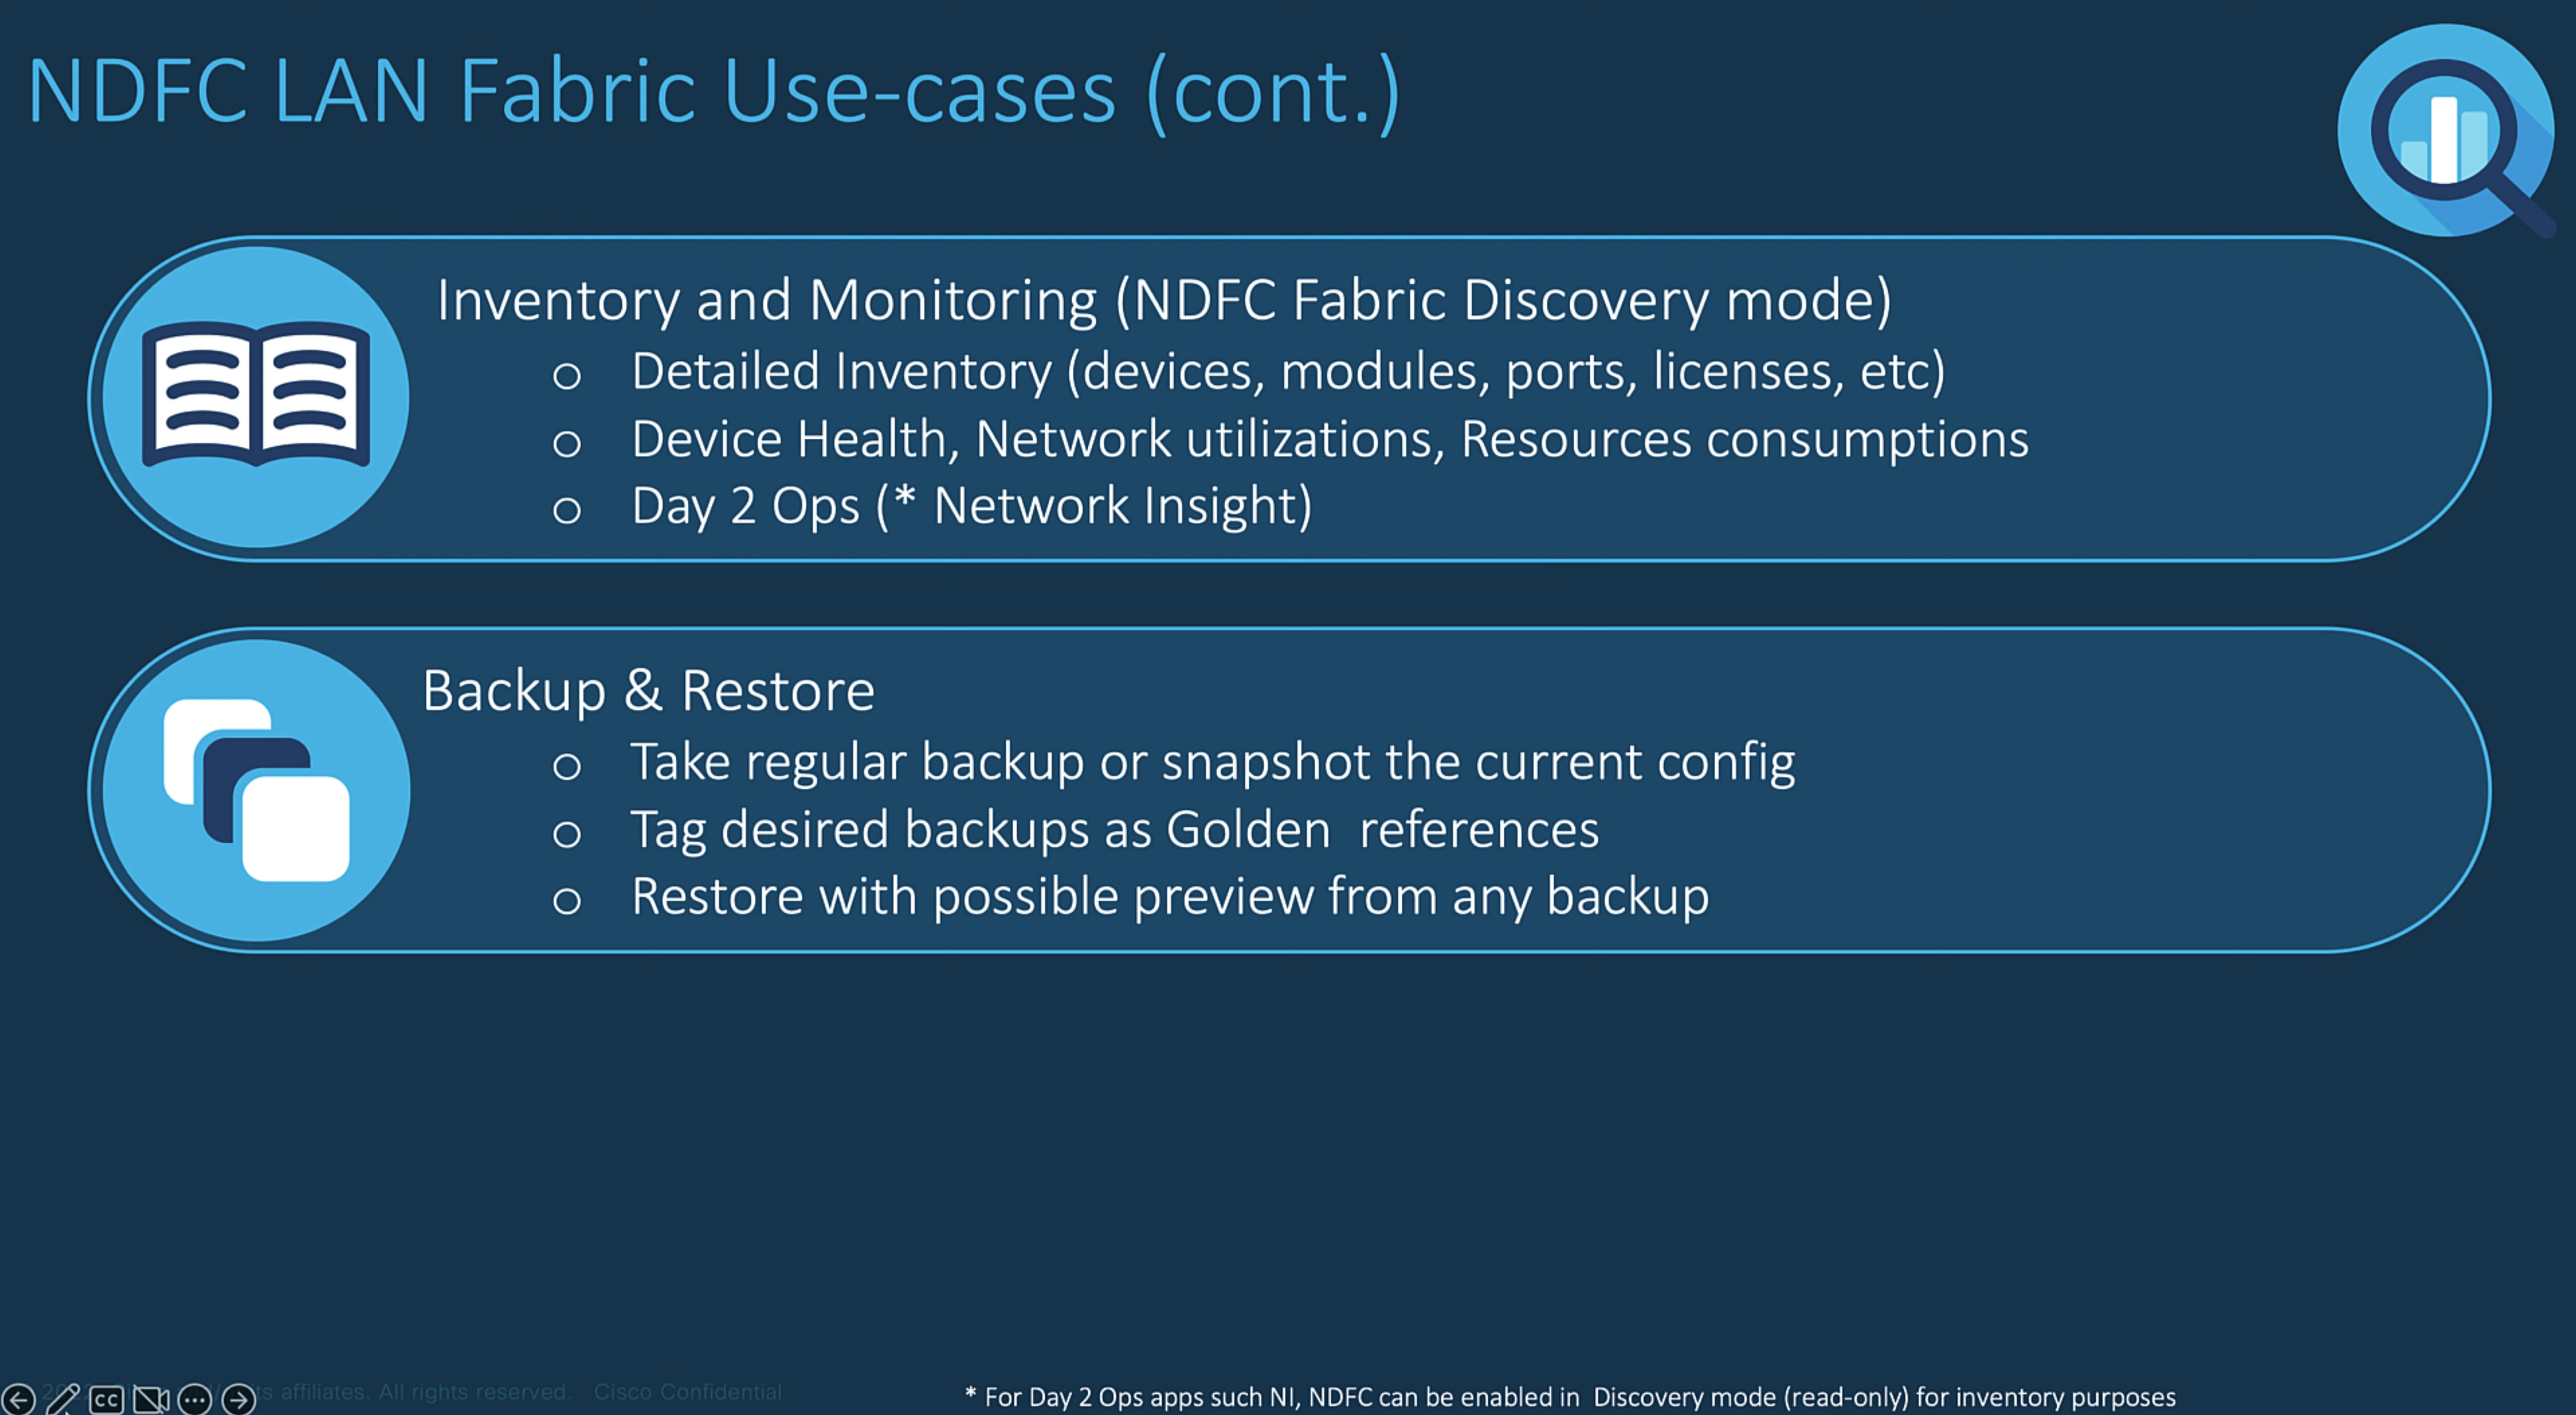 NDFC LAN Fabric Use-cases (cont.)
Inventory and Monitoring (NDFC Fabric Discovery mode)
o Detailed Inventory (devices, modules, ports, licenses, etc)
o Device Health, Network utilizations, Resources consumptions
o Day 2 Ops (* Network Insight)
Backup & Restore
o Take regular backup or snapshot the current config
o Tag desired backups as Golden  references
o Restore with possible preview from any backup
CC
its affiliates. All rights reserved.   Cisco Confidential
* For Day 2 Ops apps such NI, NDFC can be enabled in  Discovery mode (read-only) for inventory purposes